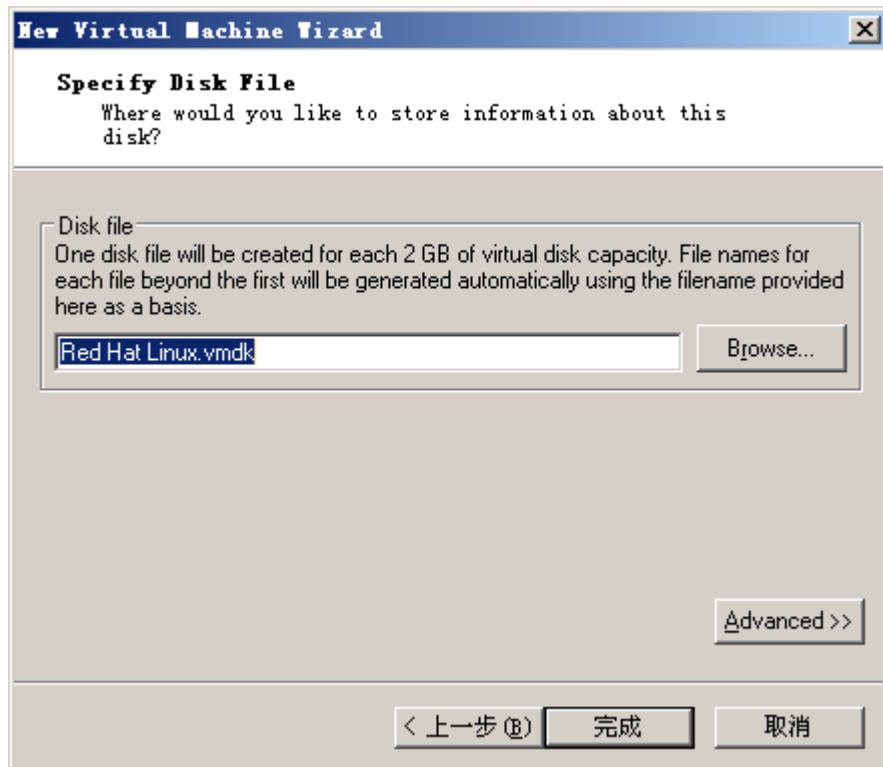 New Virtual Machine Wizard
Specify Disk File
Where would you like to store information about this
disk?
Disk file
One disk file will be created for each 2 GB of virtual disk capacity. File names for
each file beyond the first will be generated automatically using the filename provided
here as a basis.
Red Hat Linux.vmdk
Browse...
Advanced >>
< 上一步(B)
完成
取消